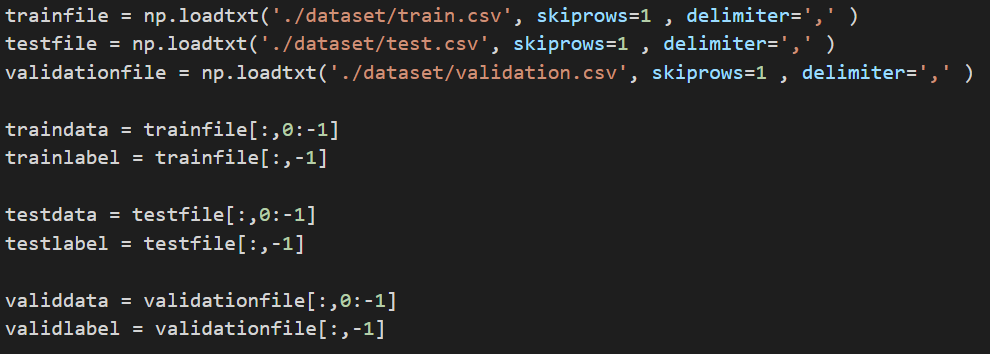 trainfile = np.loadtxt('./dataset/train.csv', skiprows=1 , delimiter=',' )
testfile = np.loadtxt('./dataset/test.csv', skiprows=1 , delimiter=',' )
validationfile = np.loadtxt('./dataset/validation.csv', skiprows=1 , delimiter=',' )
traindata = trainfile[:,0:-1]
trainlabel = trainfile[:,-1]
testdata = testfile[:,0:-1]
testlabel = testfile[:,-1]
validdata = validationfile[:,0:-1]
validlabel = validationfile[:,-1]